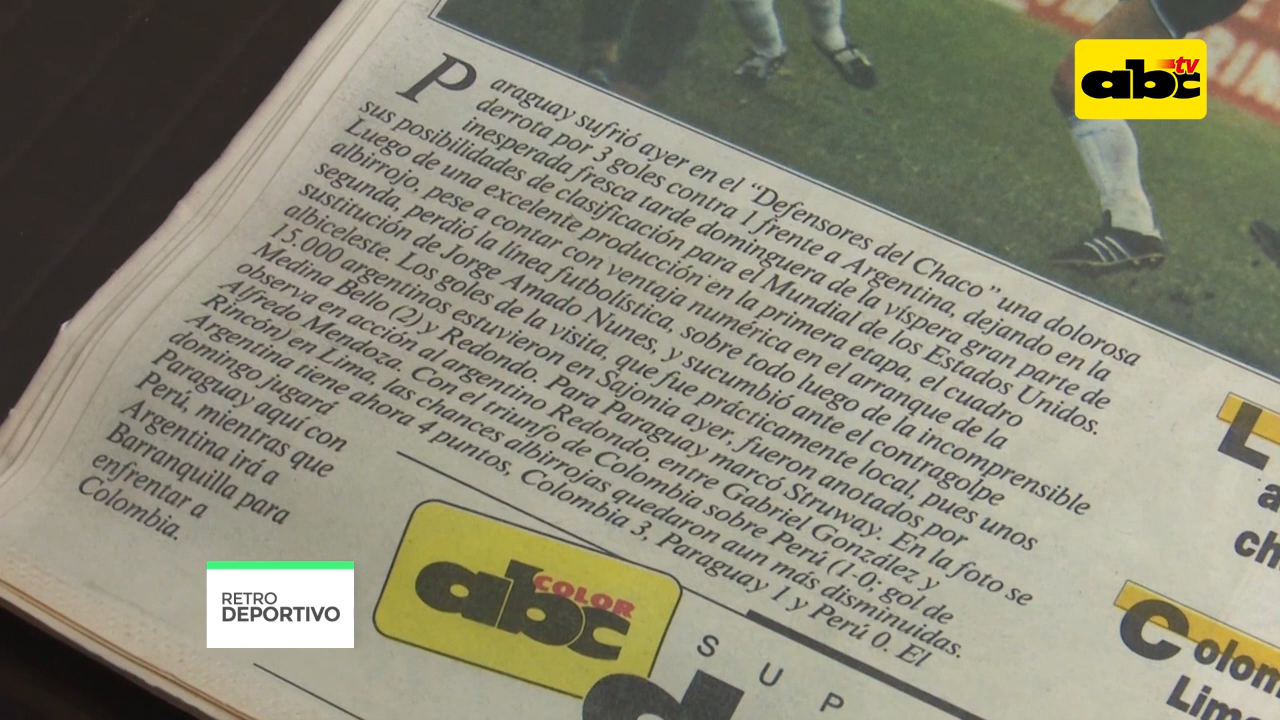 abc tv
Paraguay sufrió ayer en el "Defensores del Chaco" una dolorosa
derrota por 3 goles contra 1 frente a Argentina, dejando en la
inesperada fresca tarde dominguera de la víspera gran parte de
sus posibilidades de clasificación para el Mundial de los Estados Unidos.
Luego de una excelente producción en la primera etapa, el cuadro
albirrojo, pese a contar con ventaja numérica en el arranque de la
segunda, perdió la línea futbolística, sobre todo luego de la incomprensible
sustitución de Jorge Amado Nunes, y sucumbió ante el contragolpe
albiceleste. Los goles de la visita, que fue prácticamente local, pues unos
15.000 argentinos estuvieron en Sajonia ayer, fueron anotados por
Medina Bello (2) y Redondo. Para Paraguay marcó Struway. En la foto se
observa en acción al argentino Redondo, entre Gabriel González y
Alfredo Mendoza. Con el triunfo de Colombia sobre Perú (1-0; gol de
Rincón) en Lima, las chances albirrojas quedaron aun más disminuidas.
Argentina tiene ahora 4 puntos, Colombia 3, Paraguay 1 y Perú 0. El
domingo jugará
Paraguay aquí con
Perú, mientras que
Argentina irá a
Barranquilla para
enfrentar a
Colombia.
abc COLOR
S U P
d
L
a
ch
Colom
Lima
RETRO
DEPORTIVO